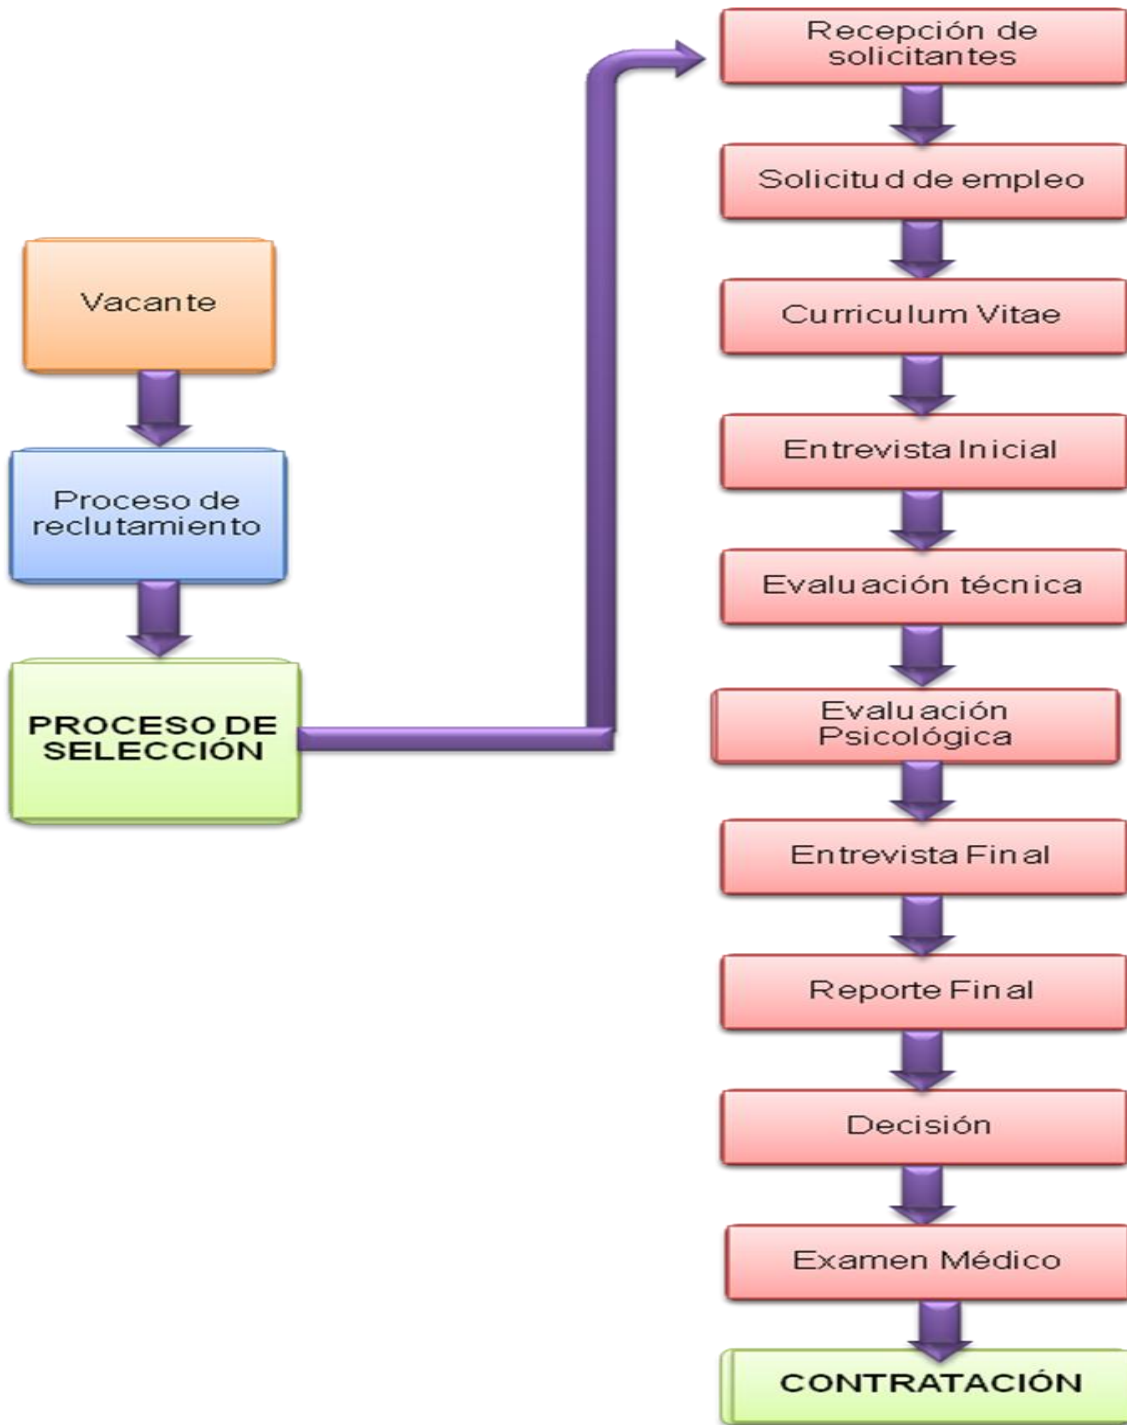 Vacante
Proceso de
reclutamiento
PROCESO DE
SELECCIÓN
Recepción de
solicitantes
Solicitud de empleo
Curriculum Vitae
Entrevista Inicial
Evaluación técnica
Evaluación
Psicológica
Entrevista Final
Reporte Final
Decisión
Examen Médico
CONTRATACIÓN